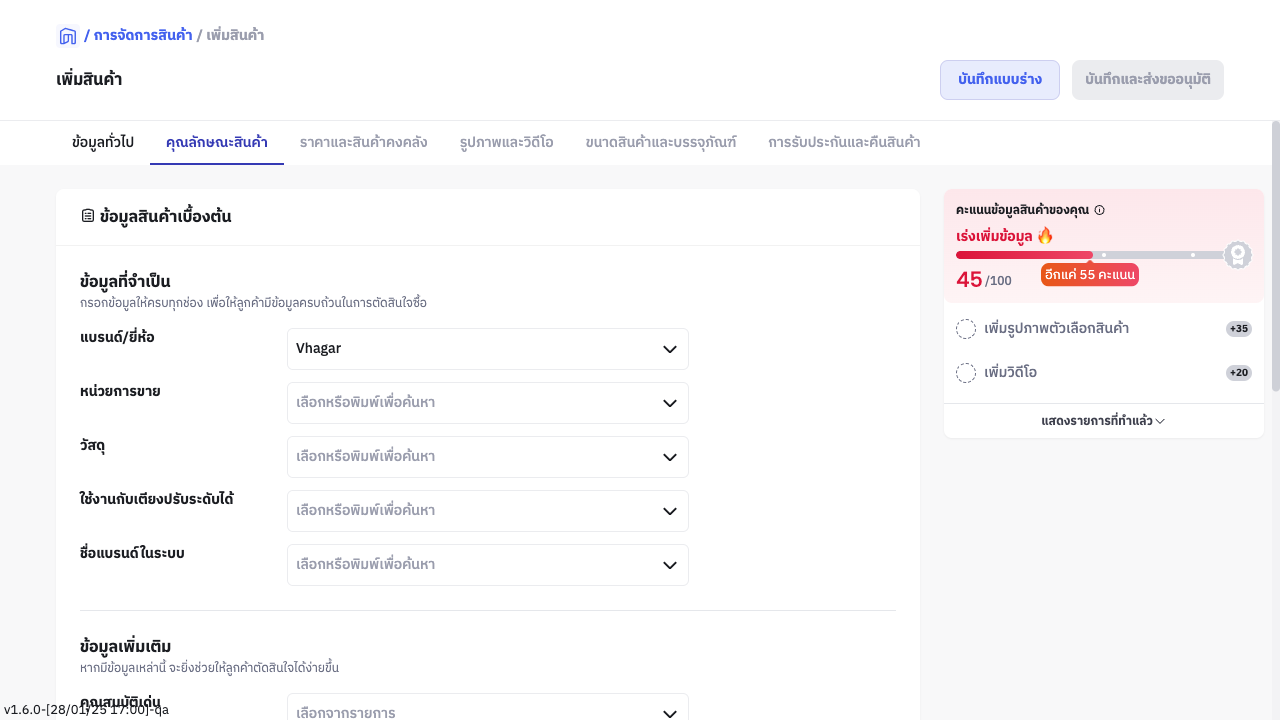 / การจัดการสินค้า / เพิ่มสินค้า
เพิ่มสินค้า
บันทึกแบบร่าง
บันทึกและส่งขออนุมัติ
ข้อมูลทั่วไป คุณลักษณะสินค้า ราคาและสินค้าคงคลัง รูปภาพและวิดีโอ ขนาดสินค้าและบรรจุภัณฑ์ การรับประกันและคืนสินค้า
ข้อมูลสินค้าเบื้องต้น
ข้อมูลที่จำเป็น
กรอกข้อมูลให้ครบทุกช่อง เพื่อให้ลูกค้ามีข้อมูลครบถ้วนในการตัดสินใจซื้อ
แบรนด์/ยี่ห้อ
Vhagar
หน่วยการขาย
เลือกหรือพิมพ์เพื่อค้นหา
วัสดุ
เลือกหรือพิมพ์เพื่อค้นหา
ใช้งานกับเตียงปรับระดับได้
เลือกหรือพิมพ์เพื่อค้นหา
ชื่อแบรนด์ในระบบ
เลือกหรือพิมพ์เพื่อค้นหา
ข้อมูลเพิ่มเติม
หากมีข้อมูลเหล่านี้ จะยิ่งช่วยให้ลูกค้าตัดสินใจได้ง่ายขึ้น
คุณสมบัติเด่น
เลือกจากรายการ
v1.6.0-[28/01/25 17:00]-qa
คะแนนข้อมูลสินค้าของคุณ
เร่งเพิ่มข้อมูล 🔥
45/100
อีกแค่ 55 คะแนน
เพิ่มรูปภาพตัวเลือกสินค้า
+35
เพิ่มวิดีโอ
+20
แสดงรายการที่ทำแล้ว